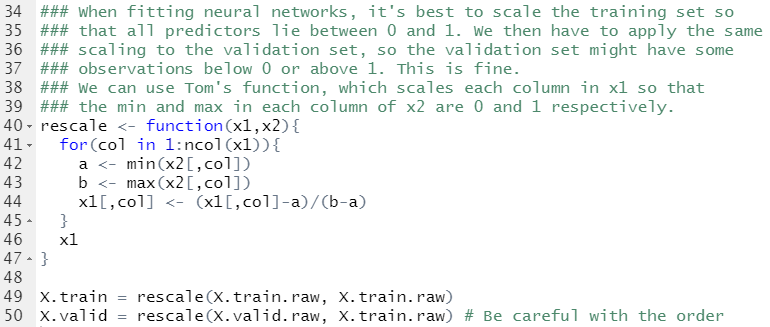 34 ### When fitting neural networks, it's best to scale the training set so
35 ### that all predictors lie between 0 and 1. We then have to apply the same
36 ### scaling to the validation set, so the validation set might have some
37 ### observations below 0 or above 1. This is fine.
38 ### We can use Tom's function, which scales each column in x1 so that
39 ### the min and max in each column of x2 are 0 and 1 respectively.
40 rescale <- function(x1,x2){
41   for(col in 1:ncol(x1)){
42     a <- min(x2[,col])
43     b <- max(x2[,col])
44     x1[,col] <- (x1[,col]-a)/(b-a)
45   }
46   x1
47 }
48
49 X.train = rescale(X.train.raw, X.train.raw)
50 X.valid = rescale(X.valid.raw, X.train.raw) # Be careful with the order